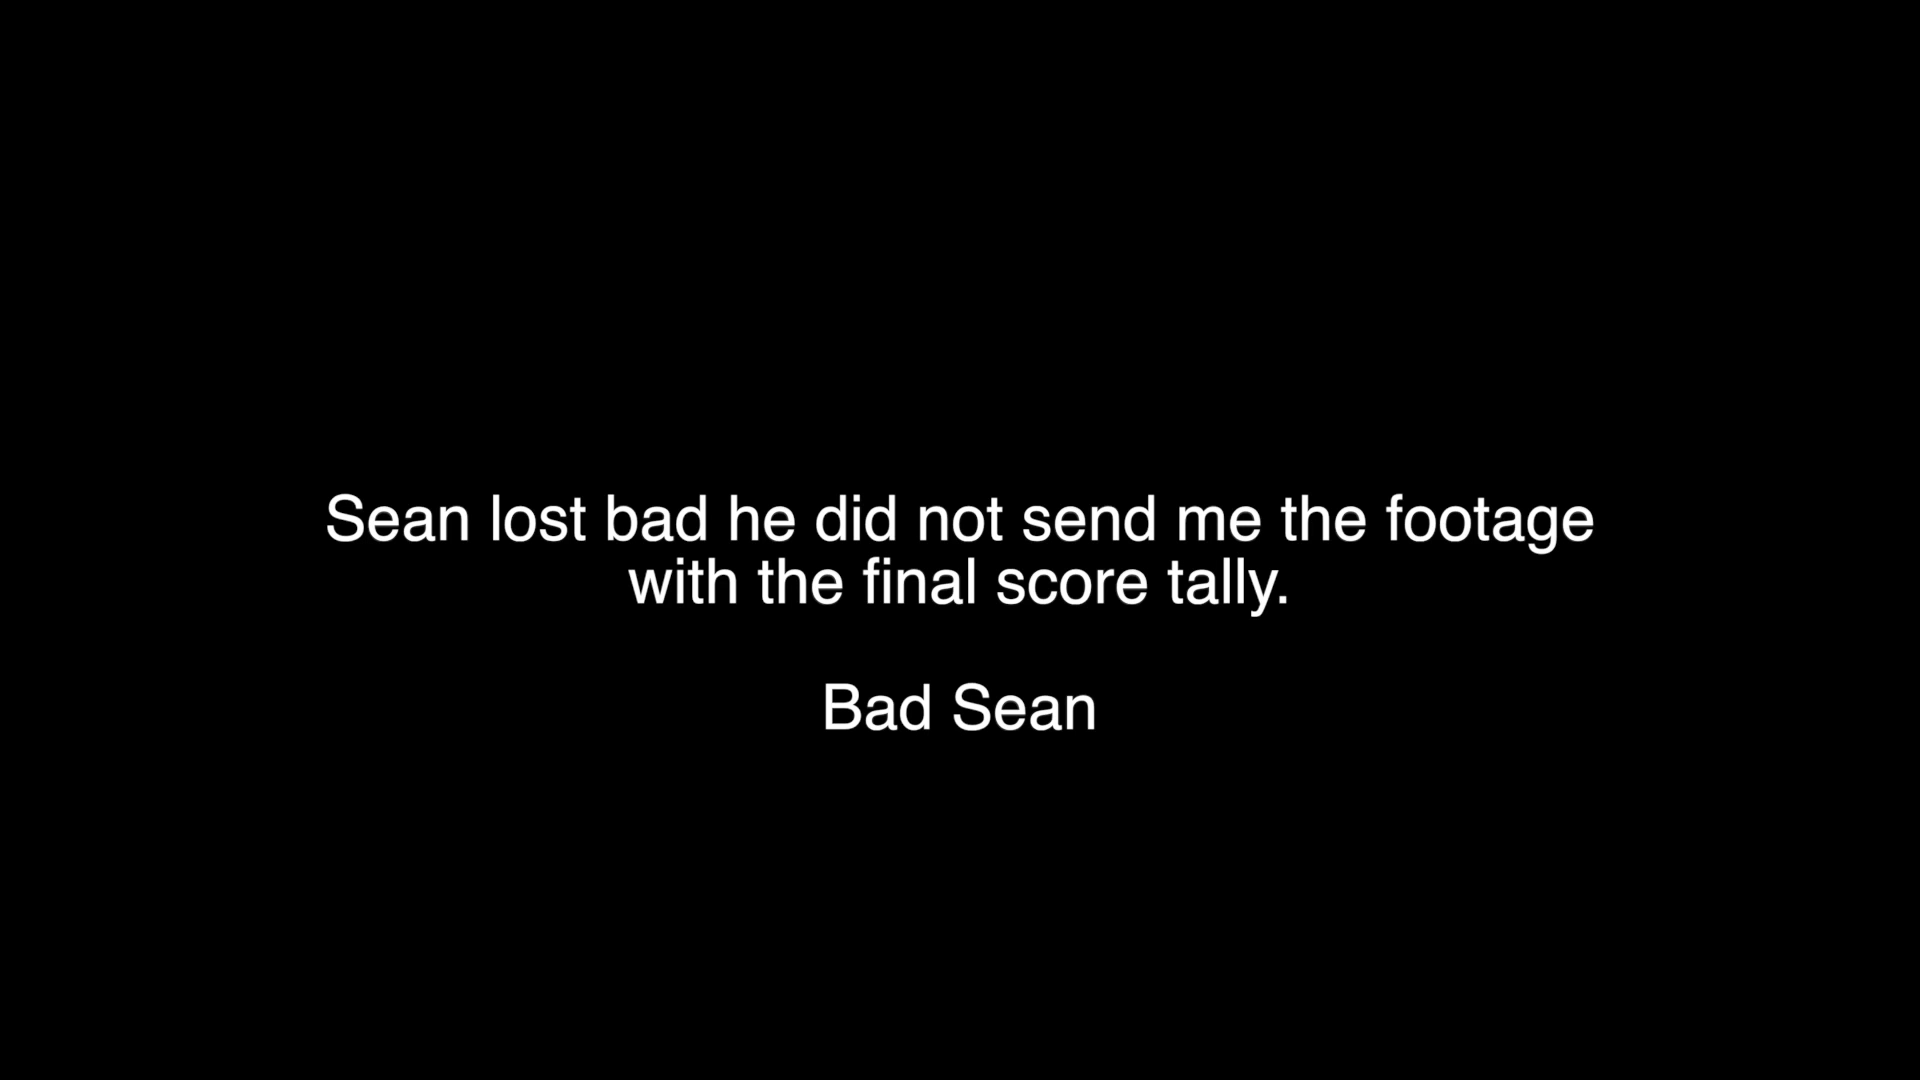 Sean lost bad he did not send me the footage
with the final score tally.
Bad Sean